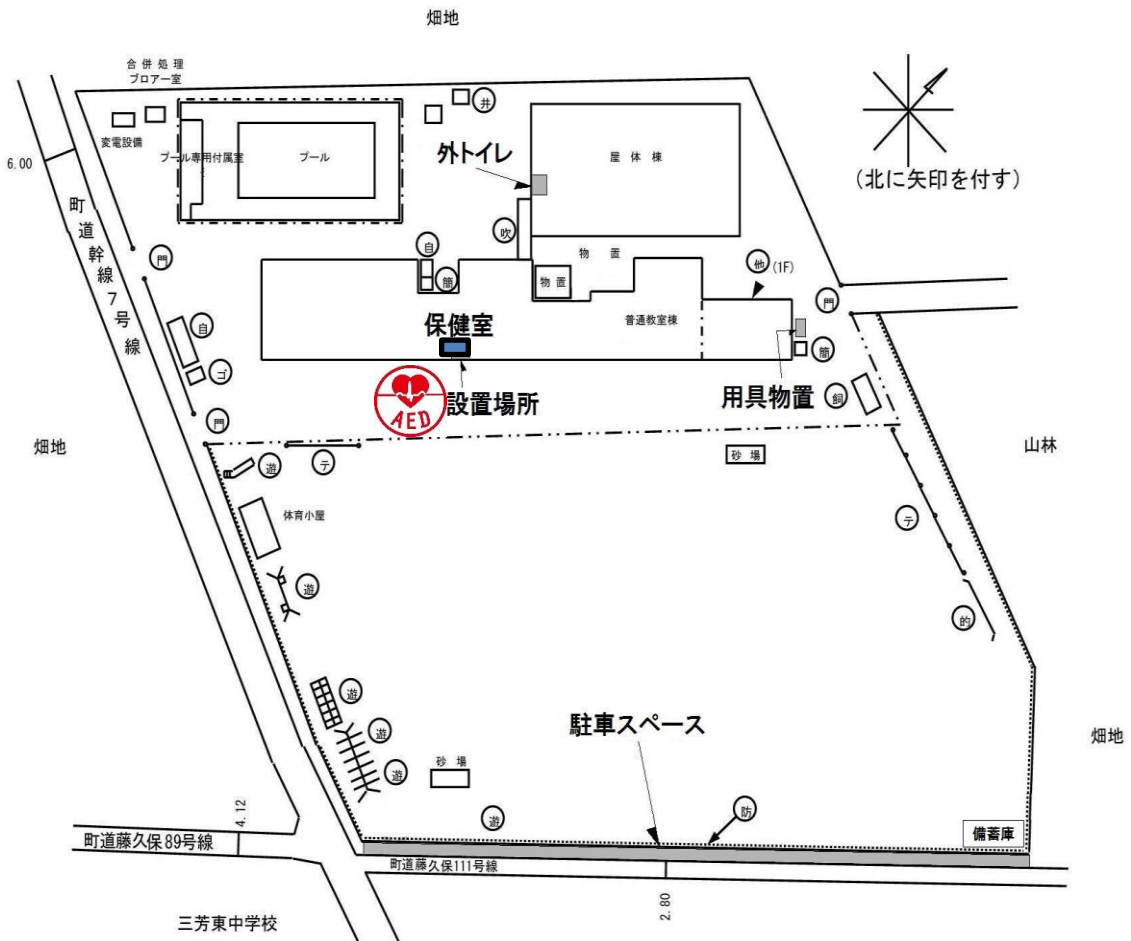 畑地
合併処理
ブロアー室
変電設備
プール専用付属室
プール
井
外トイレ
屋体棟
(北に矢印を付す)
6.00
町道幹線7号線
門
自
ゴ
門
自
簡
吹
物置
物置
他
(1F)
門
普通教室棟
保健室
簡
AED
設置場所
用具物置
飼
畑地
山林
遊
テ
砂場
体育小屋
テ
遊
的
遊
遊
遊
砂場
遊
駐車スペース
防
畑地
備蓄庫
4.12
町道藤久保89号線
町道藤久保111号線
2.80
三芳東中学校